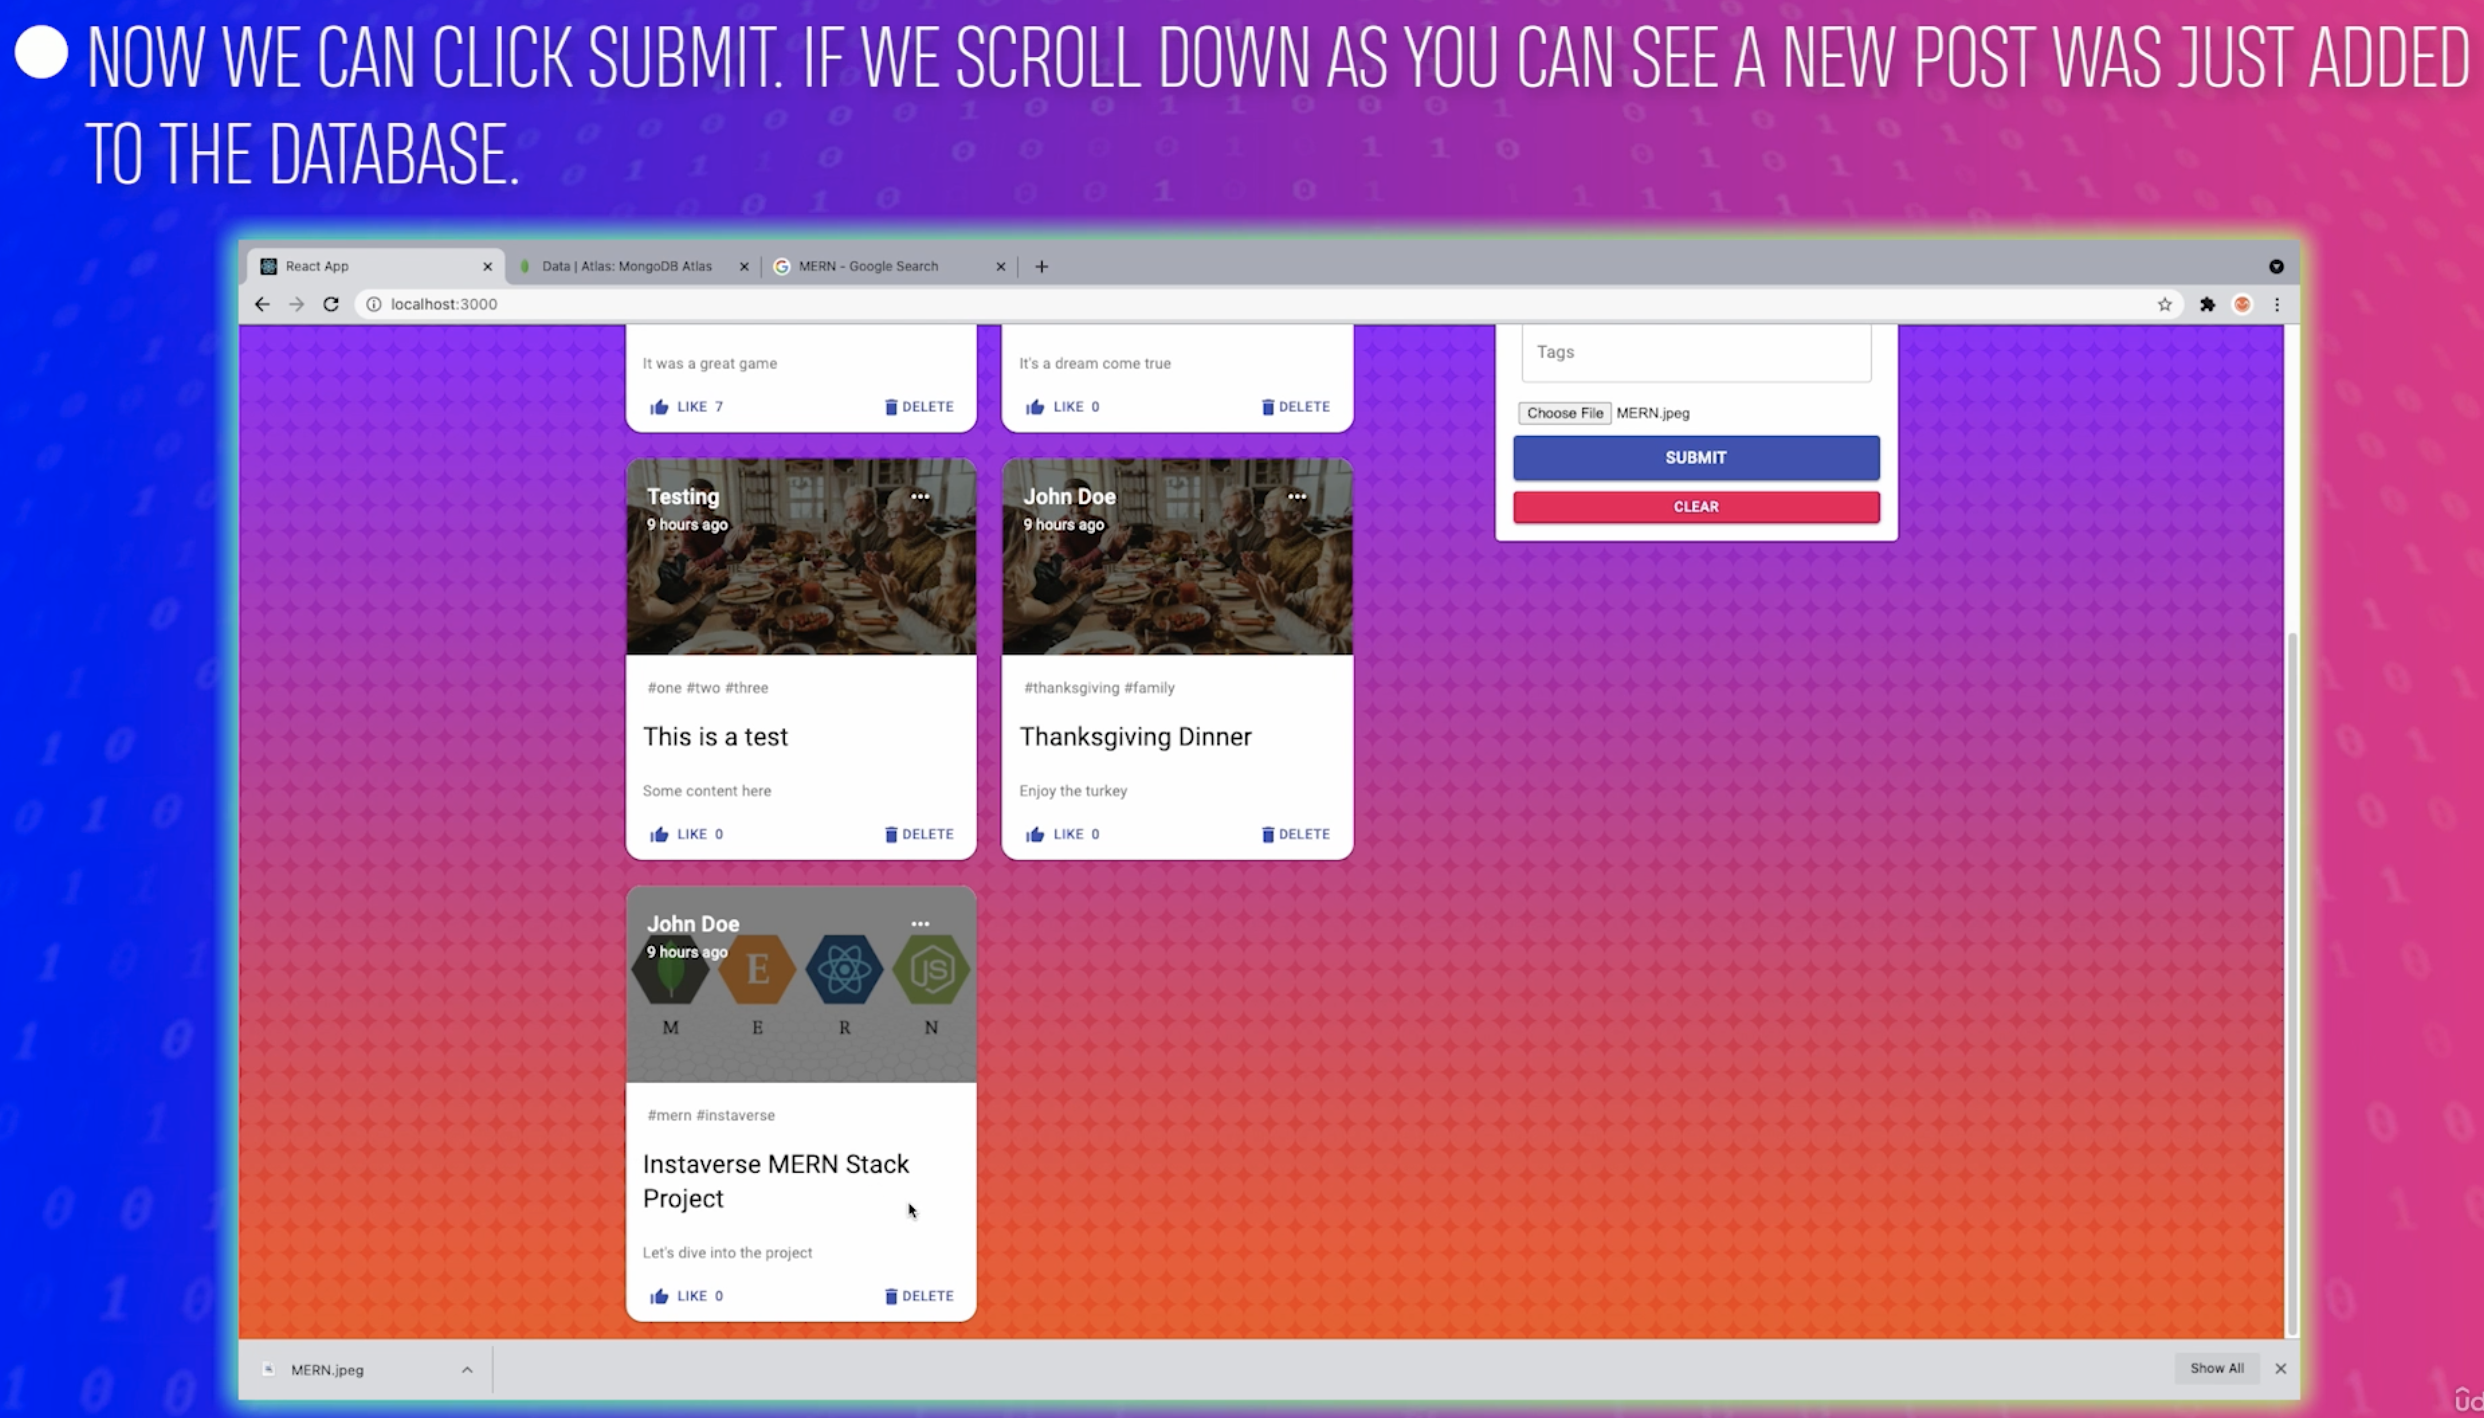 NOW WE CAN CLICK SUBMIT. IF WE SCROLL DOWN AS YOU CAN SEE A NEW POST WAS JUST ADDED
TO THE DATABASE.
React App
Data | Atlas: MongoDB Atlas
MERN - Google Search
localhost:3000
It was a great game
LIKE 7
DELETE
It's a dream come true
LIKE 0
DELETE
Tags
Choose File MERN.jpeg
SUBMIT
CLEAR
Testing
9 hours ago
#one #two #three
This is a test
Some content here
LIKE 0
DELETE
John Doe
9 hours ago
#thanksgiving #family
Thanksgiving Dinner
Enjoy the turkey
LIKE 0
DELETE
John Doe
9 hours ago
E
JS
M E R N
#mern #instaverse
Instaverse MERN Stack
Project
Let's dive into the project
LIKE 0
DELETE
MERN.jpeg
Show All